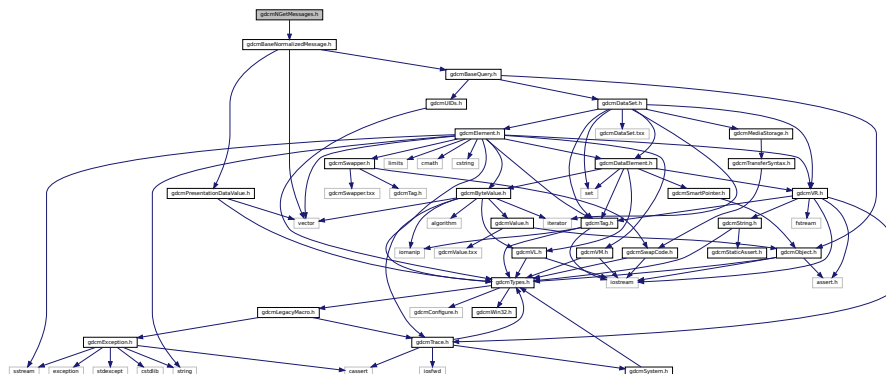 gdcmNGetMessages.h
gdcmBaseNormalizedMessage.h
gdcmBaseQuery.h
gdcmUIDs.h
gdcmDataSet.h
gdcmElement.h
gdcmDataSet.txx
gdcmMediaStorage.h
gdcmSwapper.h
limits
cmath
cstring
gdcmDataElement.h
gdcmTransferSyntax.h
gdcmPresentationDataValue.h
gdcmSwapper.txx
gdcmTag.h
gdcmByteValue.h
set
gdcmSmartPointer.h
gdcmVR.h
vector
algorithm
gdcmValue.h
iterator
gdcmTag.h
gdcmString.h
fstream
iomanip
gdcmValue.txx
gdcmVL.h
gdcmVM.h
gdcmSwapCode.h
gdcmStaticAssert.h
gdcmObject.h
gdcmTypes.h
iostream
assert.h
gdcmLegacyMacro.h
gdcmConfigure.h
gdcmWin32.h
gdcmException.h
gdcmTrace.h
sstream
exception
stdexcept
cstdlib
string
cassert
iosfwd
gdcmSystem.h